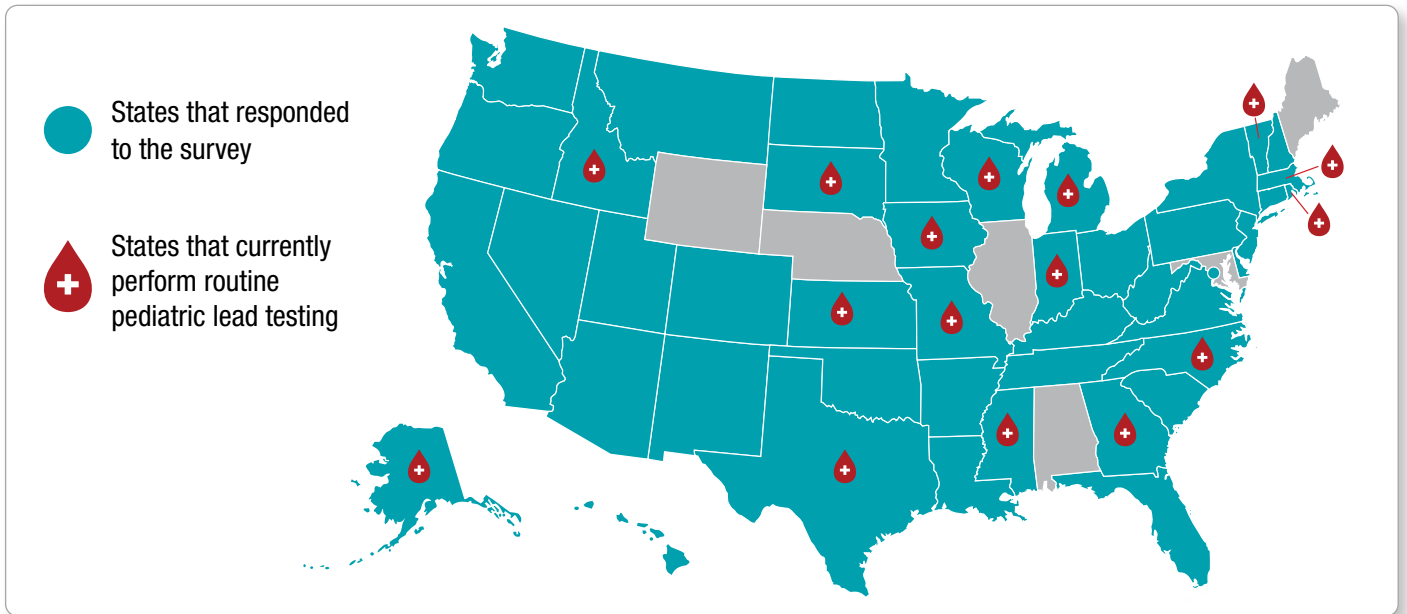 States that responded
to the survey
States that currently
perform routine
pediatric lead testing